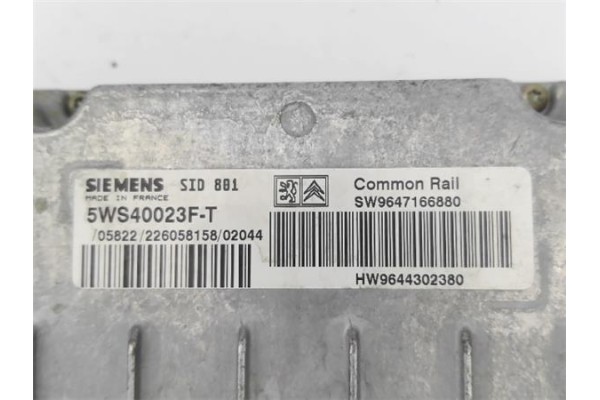 SIEMENS SID 801
MADE IN FRANCE
5WS40023F-T
/05822/226058158/02044
Common Rail
SW9647166880
HW9644302380